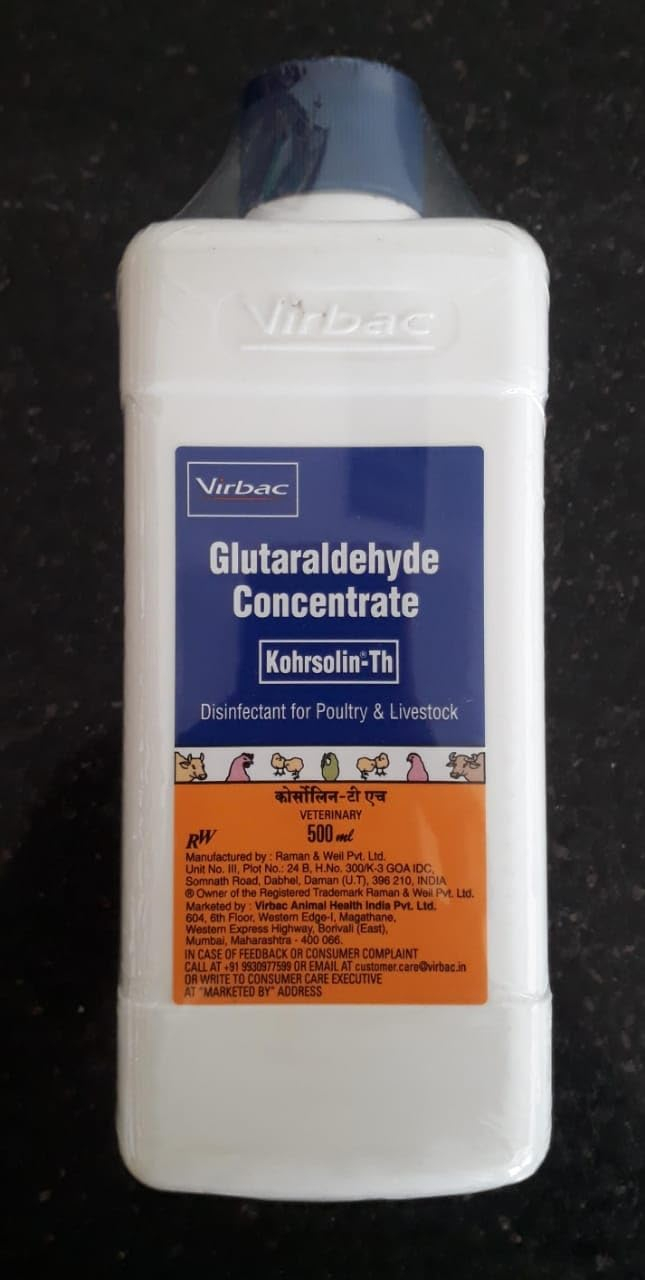 Virbac
Virbac
Glutaraldehyde
Concentrate
Kohrsolin®-Th
Disinfectant for Poultry & Livestock
कोर्सोलिन-टी एच
VETERINARY
500 ml
RW
Manufactured by : Raman & Weil Pvt. Ltd.
Unit No. III, Plot No.: 24 B, H.No. 300/K-3 GOA IDC,
Somnath Road, Dabhel, Daman (U.T), 396 210, INDIA
® Owner of the Registered Trademark Raman & Weil Pvt. Ltd.
Marketed by : Virbac Animal Health India Pvt. Ltd.
604, 6th Floor, Western Edge-I, Magathane,
Western Express Highway, Borivali (East),
Mumbai, Maharashtra - 400 066.
IN CASE OF FEEDBACK OR CONSUMER COMPLAINT
CALL AT +91 9930977599 OR EMAIL AT customer.care@virbac.in
OR WRITE TO CONSUMER CARE EXECUTIVE
AT "MARKETED BY" ADDRESS